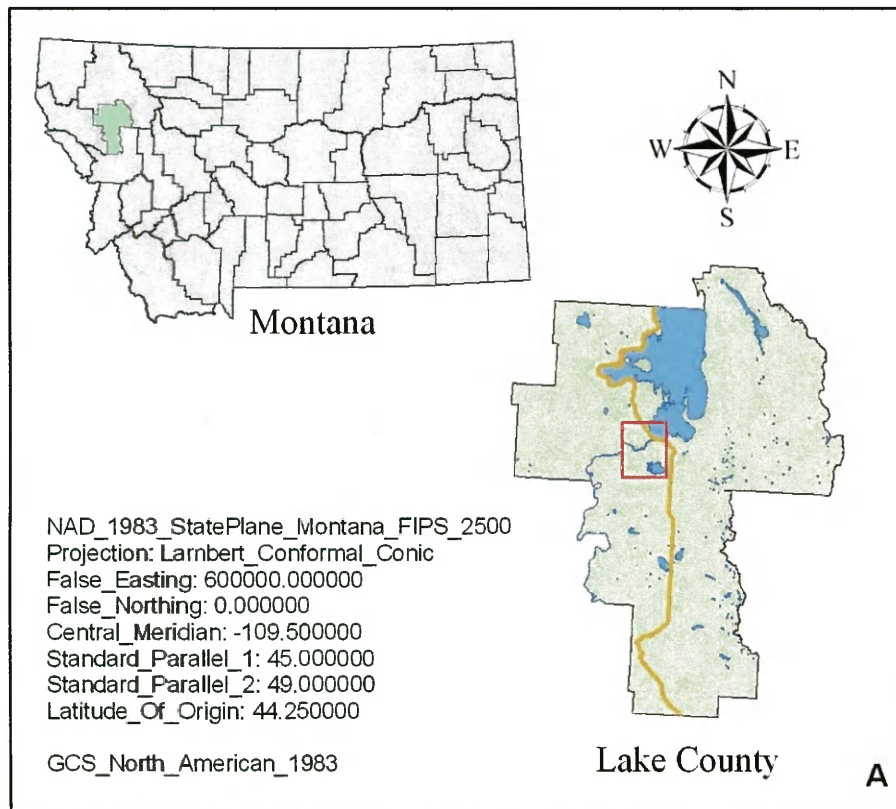 N
W E
S
Montana
NAD_1983_StatePlane_Montana_FIPS_2500
Projection: Lambert_Conformal_Conic
False_Easting: 600000.000000
False_Northing: 0.000000
Central_Meridian: -109.500000
Standard_Parallel_1: 45.000000
Standard_Parallel_2: 49.000000
Latitude_Of_Origin: 44.250000
GCS_North_American_1983
Lake County
A